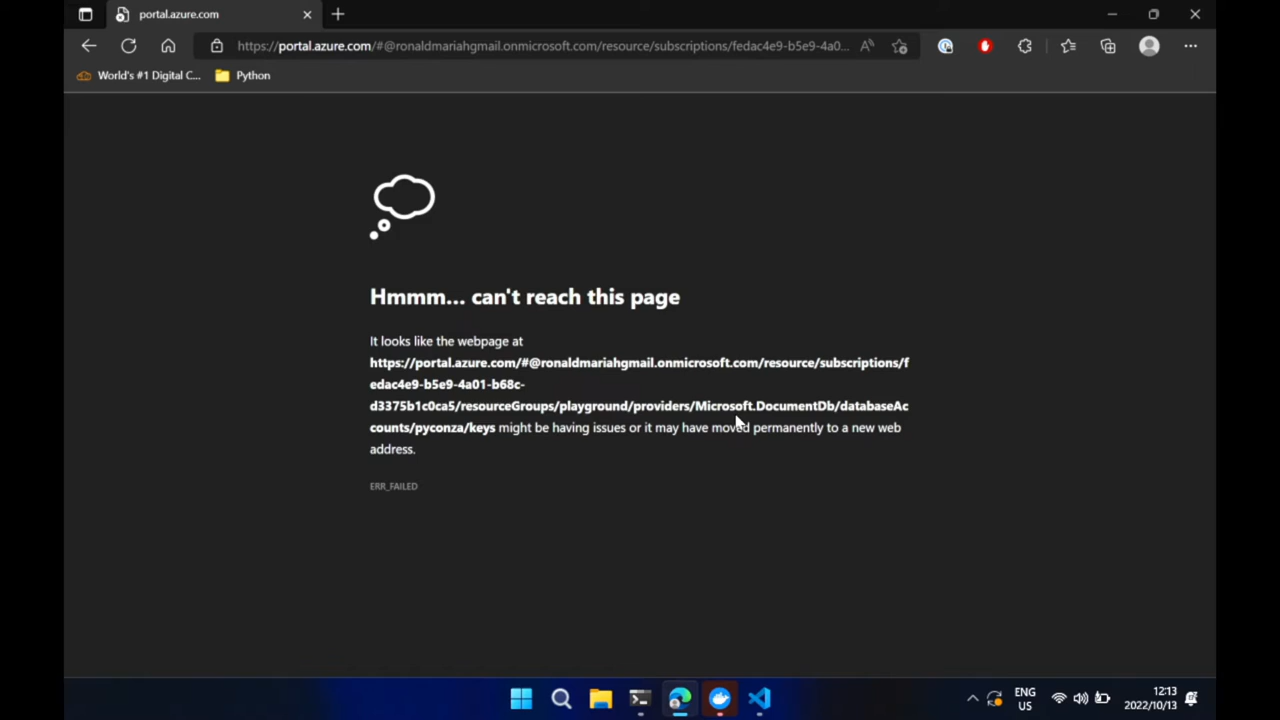 portal.azure.com
https://portal.azure.com/#@ronaldmariahgmail.onmicrosoft.com/resource/subscriptions/fedac4e9-b5e9-4a0...
World's #1 Digital C...
Python
Hmmm... can't reach this page
It looks like the webpage at
https://portal.azure.com/#@ronaldmariahgmail.onmicrosoft.com/resource/subscriptions/f
edac4e9-b5e9-4a01-b68c-
d3375b1c0ca5/resourceGroups/playground/providers/Microsoft.DocumentDb/databaseAc
counts/pyconza/keys might be having issues or it may have moved permanently to a new web
address.
ERR_FAILED
ENG
US
12:13
2022/10/13